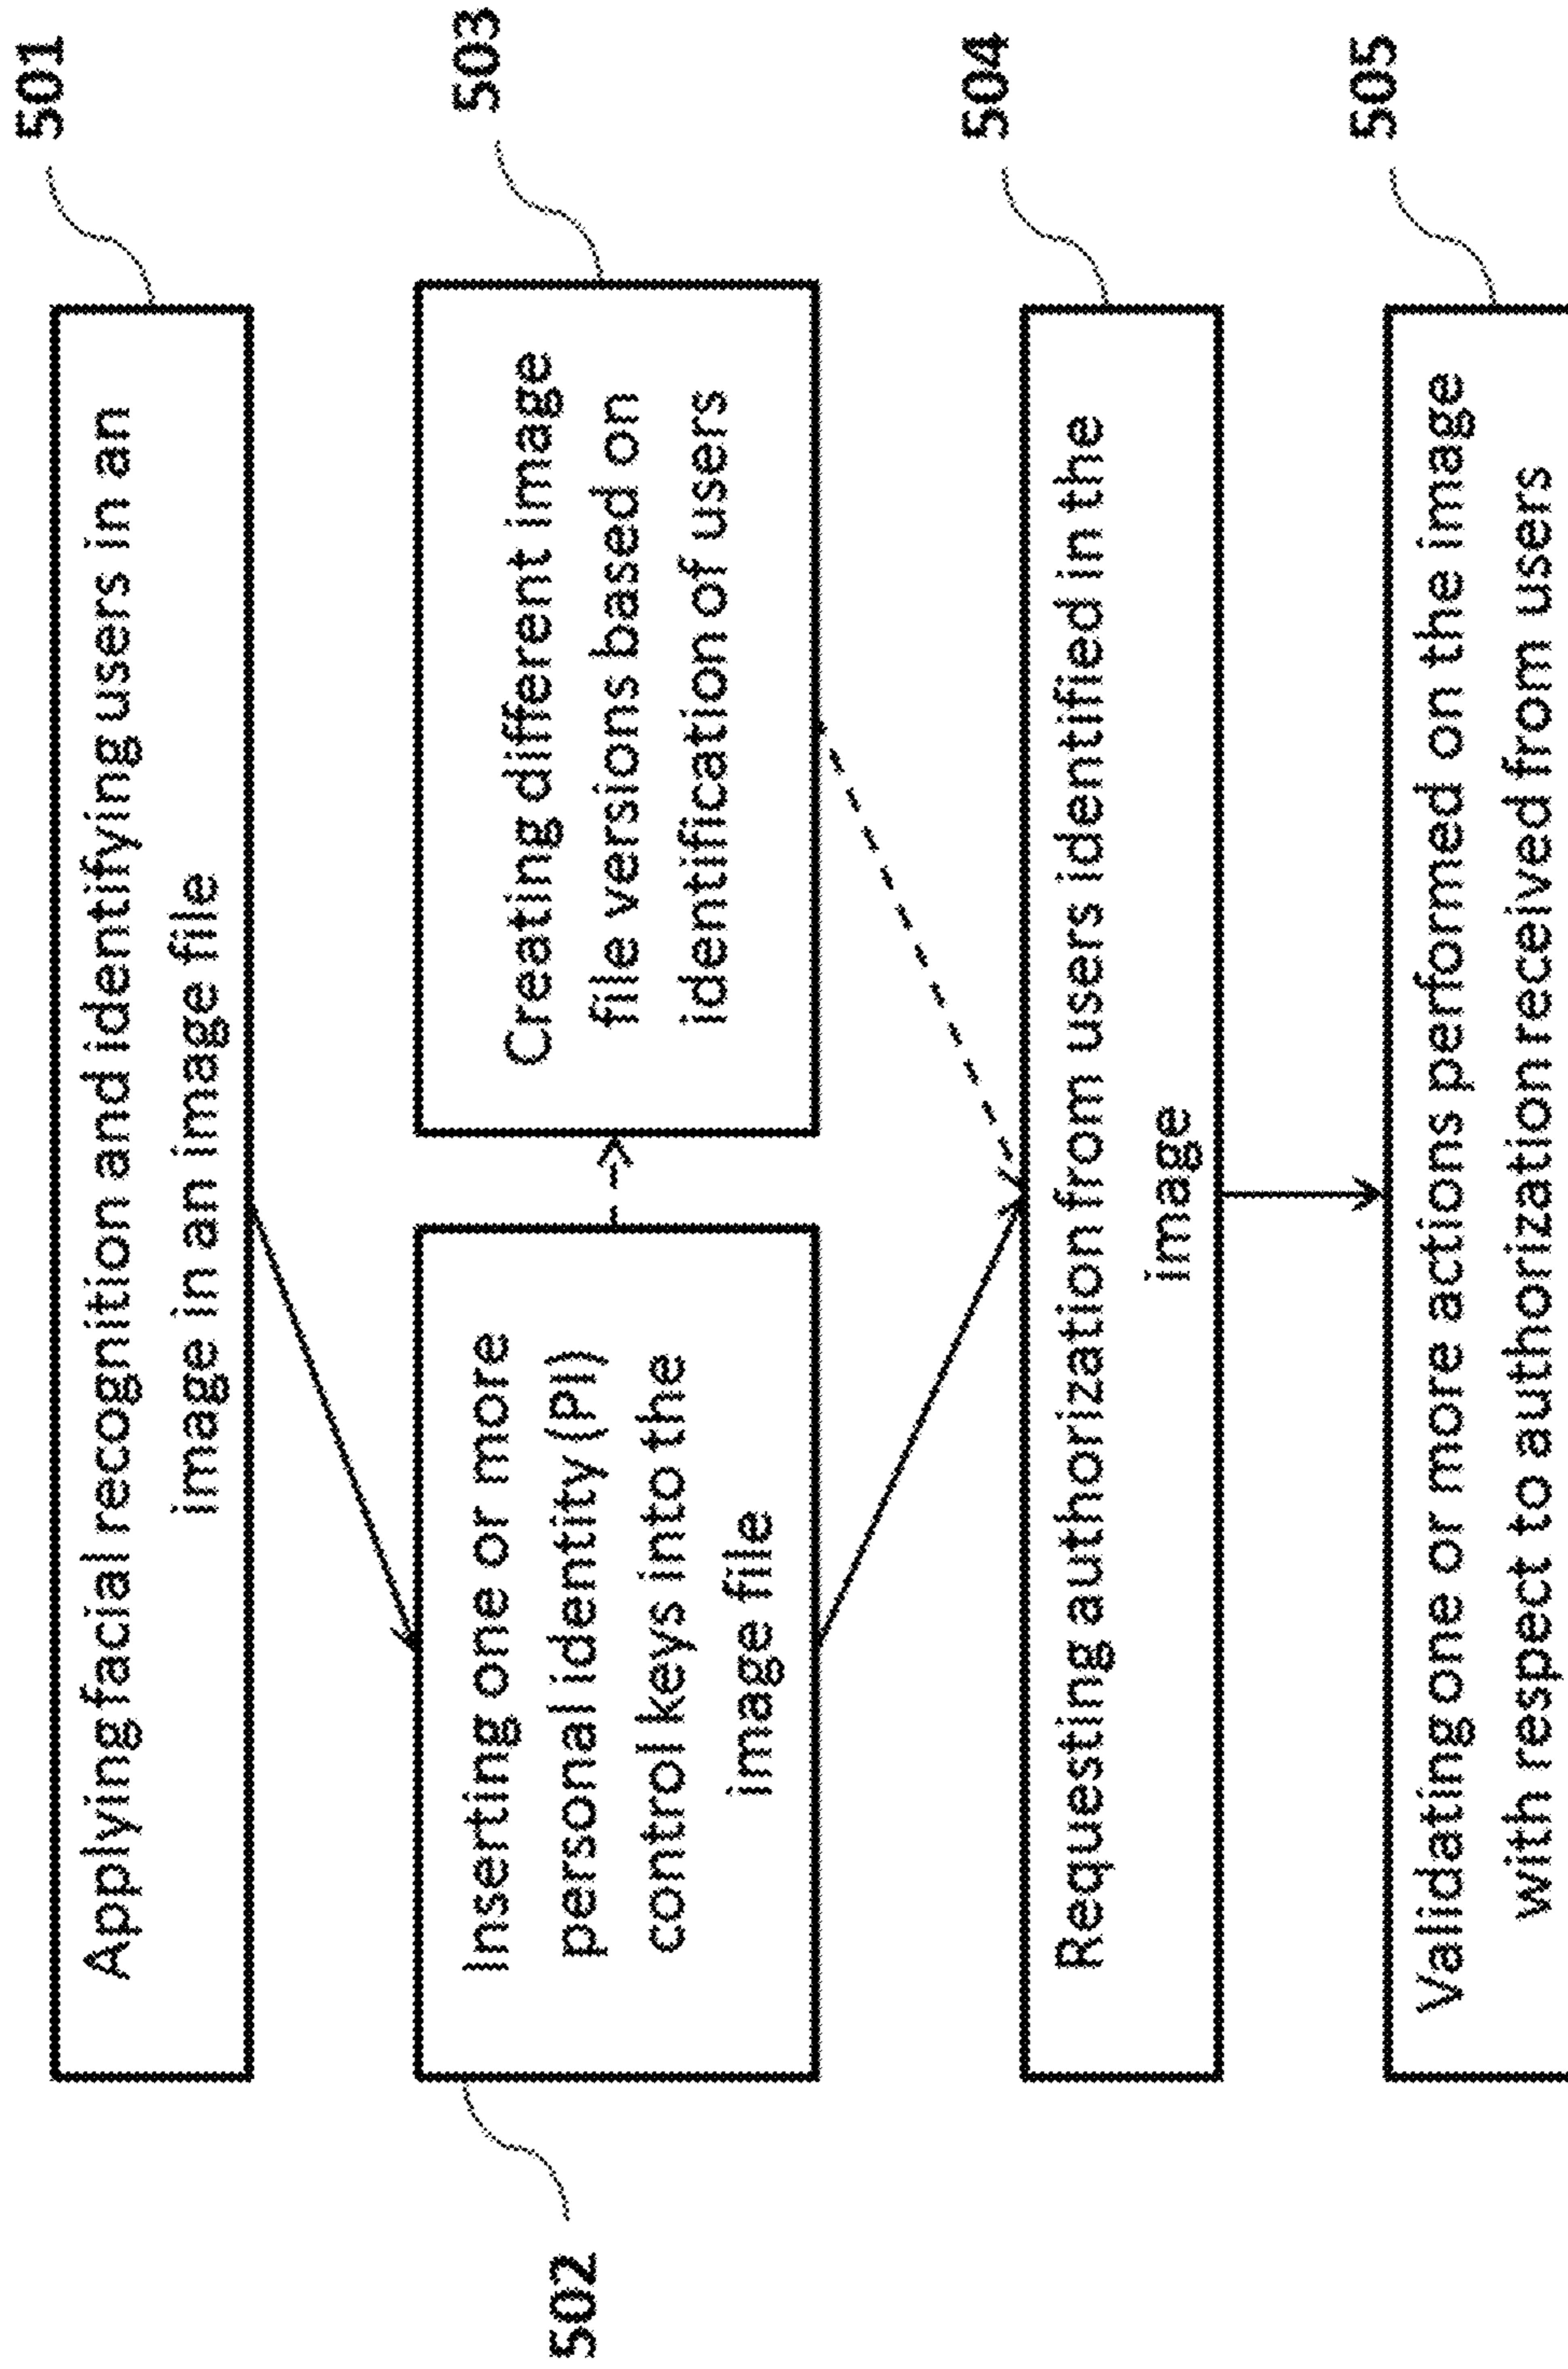 501
Applying facial recognition and identifying users in an
image in an image file
502
Inserting one or more
personal identity (PI)
control keys into the
image file
503
Creating different image
file versions based on
identification of users
504
Requesting authorization from users identified in the
image
505
Validating one or more actions performed on the image
with respect to authorization received from users